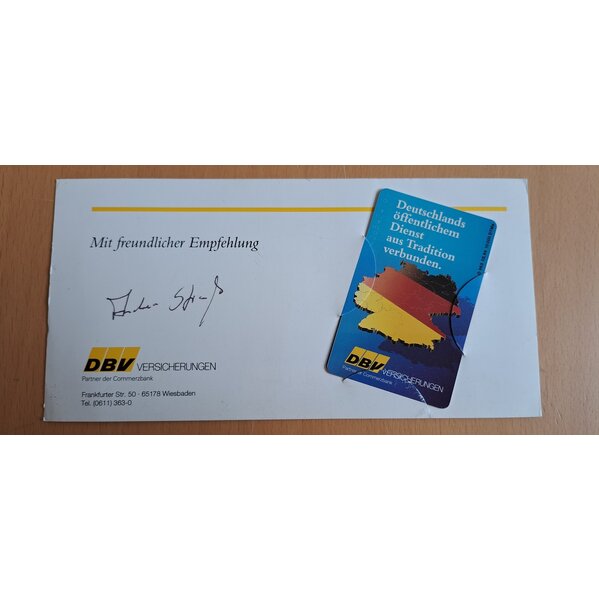 Mit freundlicher Empfehlung
DBV VERSICHERUNGEN
Partner der Commerzbank
Frankfurter Str. 50 · 65178 Wiesbaden
Tel. (0611) 363-0
Deutschlands
öffentlichem
Dienst
aus Tradition
verbunden.
DBV VERSICHERUNGEN
Partner der Commerzbank